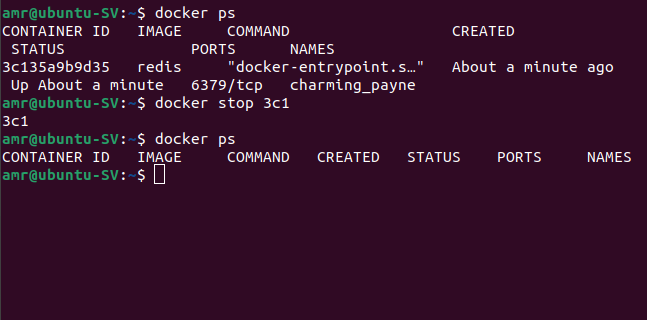 amr@ubuntu-SV:~$ docker ps
CONTAINER ID   IMAGE     COMMAND                  CREATED
 STATUS              PORTS      NAMES
3c135a9b9d35   redis     "docker-entrypoint.s…"   About a minute ago
 Up About a minute   6379/tcp   charming_payne
amr@ubuntu-SV:~$ docker stop 3c1
3c1
amr@ubuntu-SV:~$ docker ps
CONTAINER ID   IMAGE     COMMAND   CREATED   STATUS    PORTS     NAMES
amr@ubuntu-SV:~$